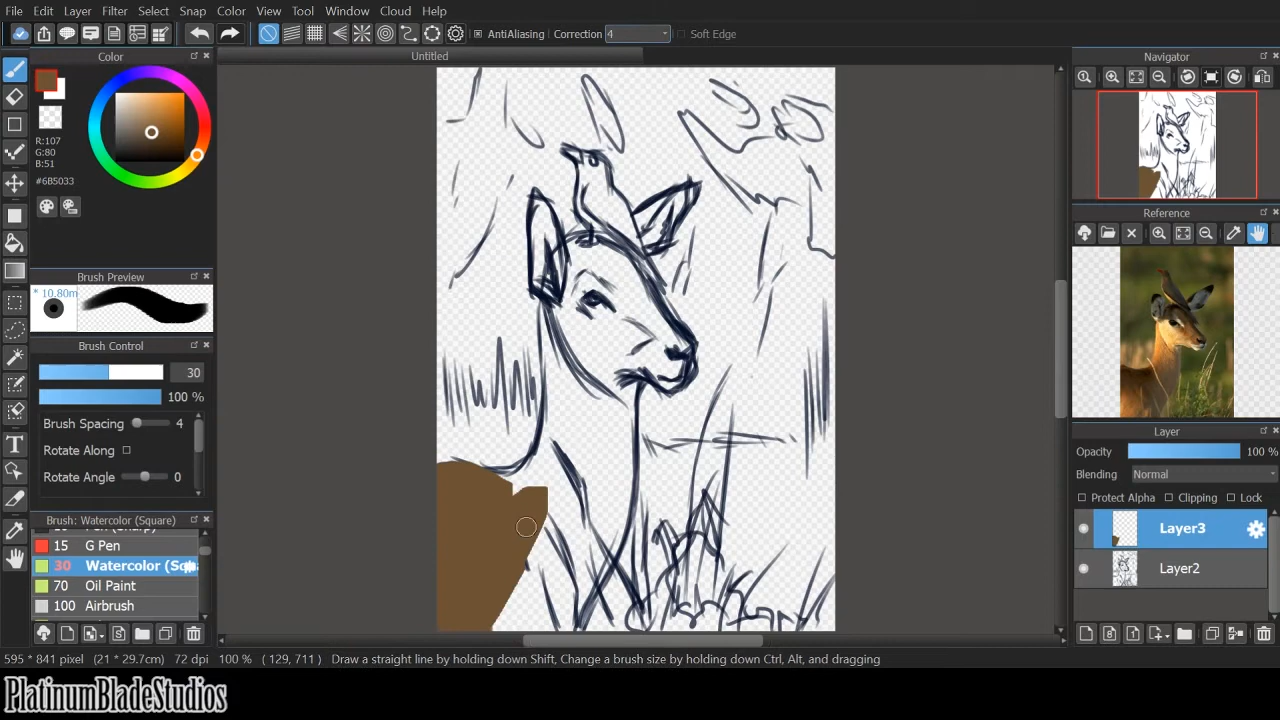 File Edit Layer Filter Select Snap Color View Tool Window Cloud Help
AntiAliasing Correction 4 Soft Edge
Color
Untitled
Navigator
R:107
G:80
B:51
#6B5033
Reference
Brush Preview
* 10.80m
Brush Control
30
100 %
Brush Spacing 4
Rotate Along
Rotate Angle 0
Layer
Opacity 100 %
Blending Normal
Protect Alpha Clipping Lock
Layer3
Layer2
Brush: Watercolor (Square)
15 G Pen
30 Watercolor (Squa
70 Oil Paint
100 Airbrush
595 * 841 pixel (21 * 29.7cm) 72 dpi 100 % ( 129, 711 ) Draw a straight line by holding down Shift, Change a brush size by holding down Ctrl, Alt, and dragging
PlatinumBladeStudios